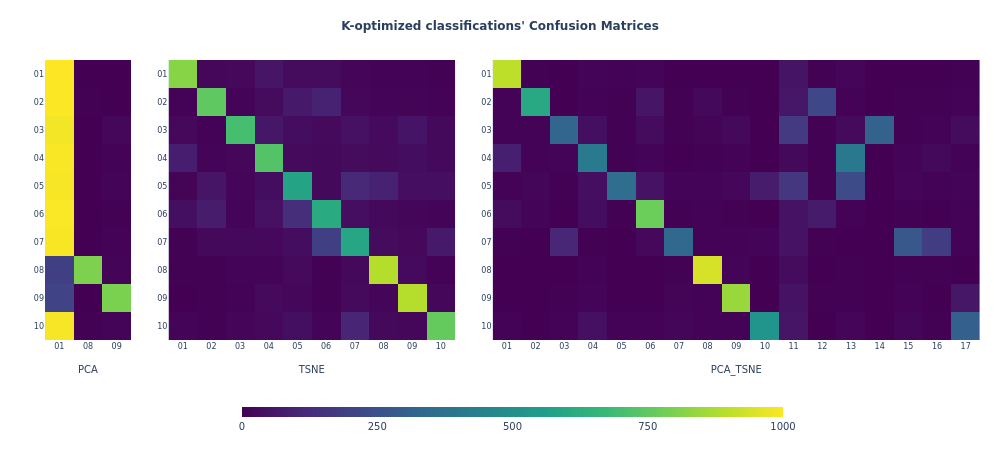 K-optimized classifications' Confusion Matrices
01 01 01
02 02 02
03 03 03
04 04 04
05 05 05
06 06 06
07 07 07
08 08 08
09 09 09
10 10 10
01 08 09 01 02 03 04 05 06 07 08 09 10 01 02 03 04 05 06 07 08 09 10 11 12 13 14 15 16 17
PCA TSNE PCA_TSNE
0 250 500 750 1000